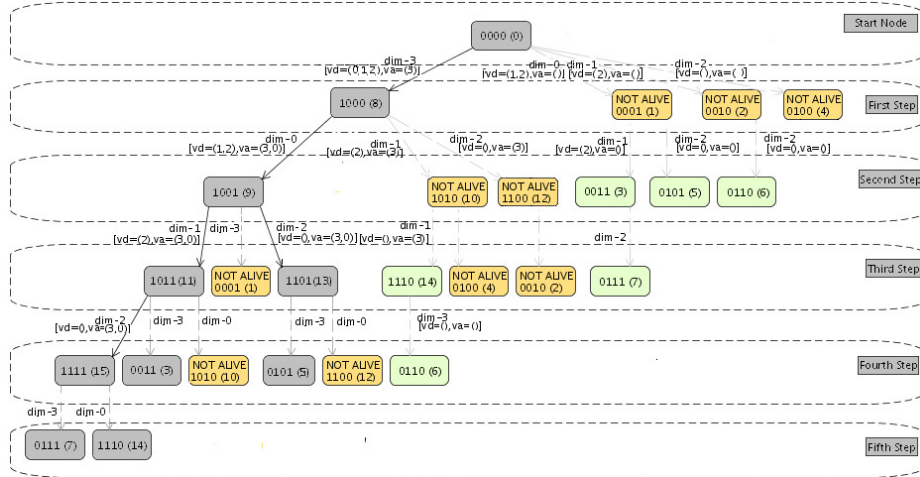 0000 (0)
Start Node
dim-3
[vd=(0,1,2),va=(3)]
dim-0
[vd=(1,2),va=()]
dim-1
[vd=(2),va=()]
dim-2
[vd=(),va=( )]
1000 (8)
NOT ALIVE
0001 (1)
NOT ALIVE
0010 (2)
NOT ALIVE
0100 (4)
First Step
dim-0
[vd=(1,2),va=(3,0)]
dim-1
[vd=(2),va=(3)]
dim-2
[vd=(),va=(3)]
dim-1
[vd=(2),va=()]
dim-2
[vd=(),va=()]
dim-2
[vd=(),va=()]
1001 (9)
NOT ALIVE
1010 (10)
NOT ALIVE
1100 (12)
0011 (3)
0101 (5)
0110 (6)
Second Step
dim-1
[vd=(2),va=(3,0)]
dim-3
dim-2
[vd=(),va=(3,0)]
dim-1
[vd=(),va=(3)]
dim-2
1011(11)
NOT ALIVE
0001 (1)
1101(13)
1110 (14)
NOT ALIVE
0100 (4)
NOT ALIVE
0010 (2)
0111 (7)
Third Step
dim-2
[vd=(),va=(3,0)]
dim-3
dim-0
dim-3
dim-0
dim-3
[vd=(),va=()]
1111 (15)
0011 (3)
NOT ALIVE
1010 (10)
0101 (5)
NOT ALIVE
1100 (12)
0110 (6)
Fourth Step
dim-3
dim-0
0111 (7)
1110 (14)
Fifth Step